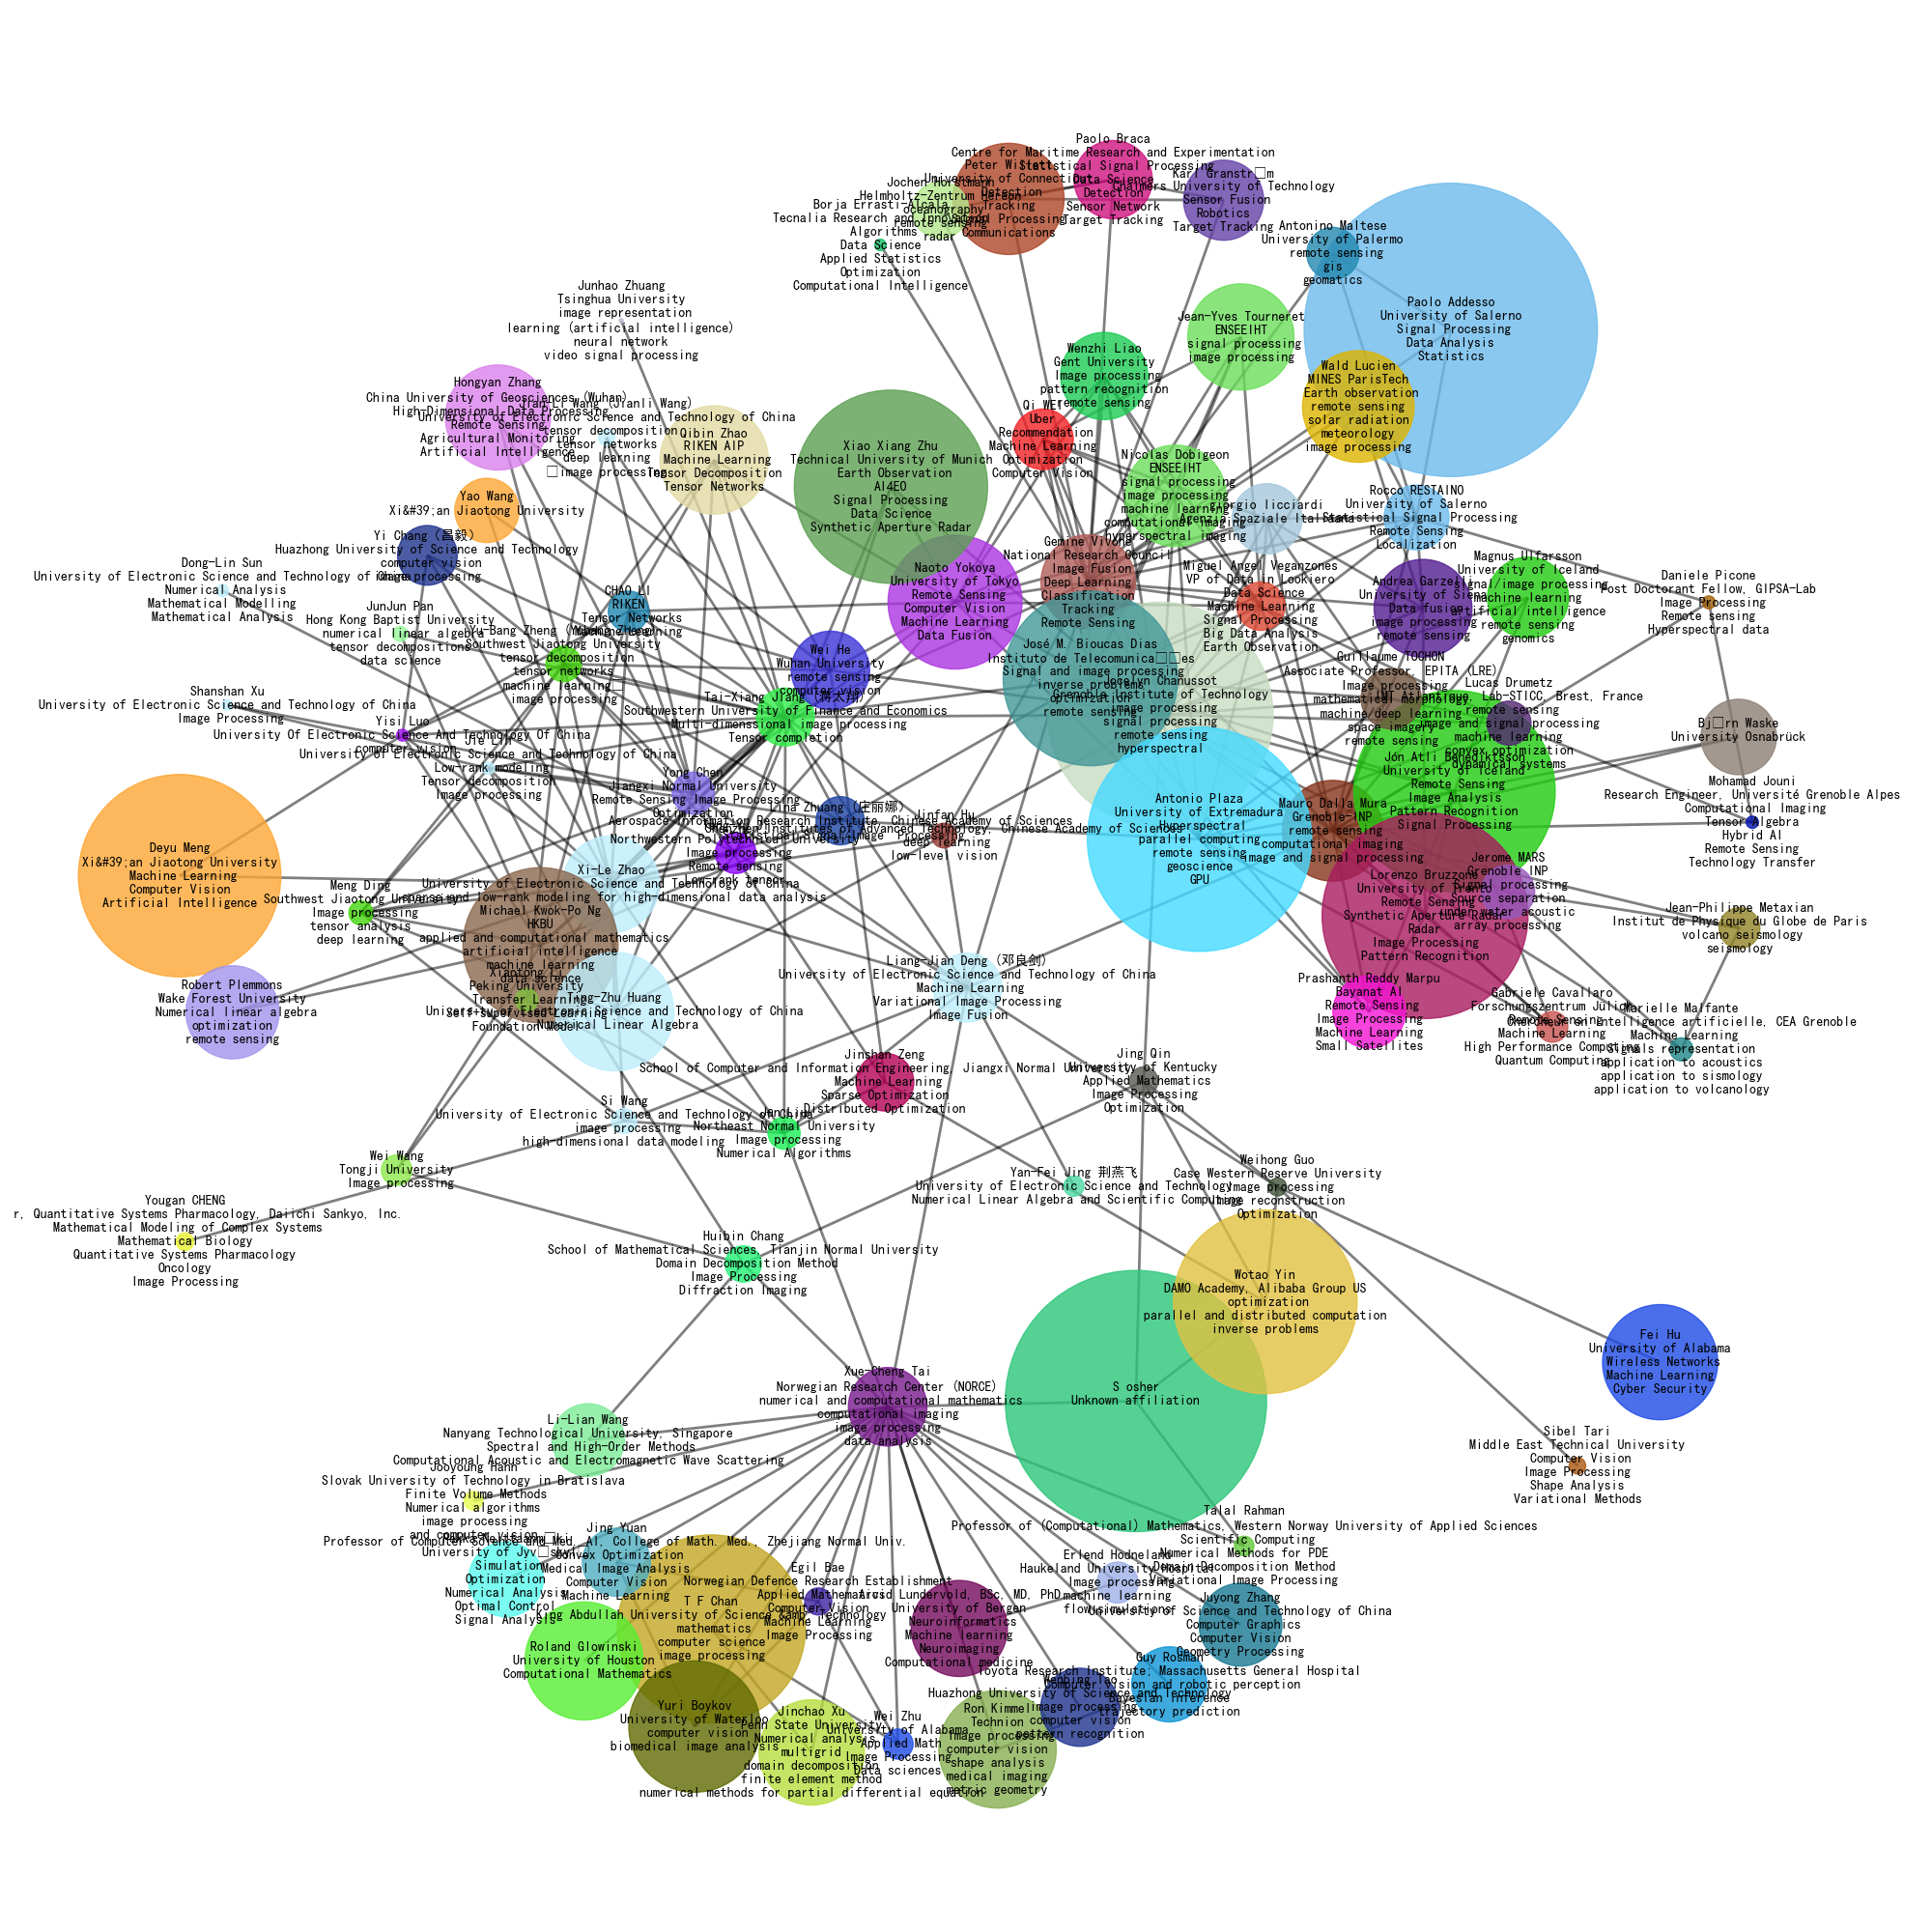 Paolo Braca
Centre for Maritime Research and Experimentation
Statistical Signal Processing
Data Science
Detection
Sensor Network
Target Tracking
Peter Willett
University of Connecticut
Detection
Tracking
Signal Processing
Communications
Chalmers University of Technology
Sensor Fusion
Robotics
Target Tracking
Jochen Horstmann
Helmholtz-Zentrum Hereon
oceanography
remote sensing
radar
Borja Errasti-Alcala
Tecnalia Research and Innovation
Algorithms
Data Science
Applied Statistics
Optimization
Computational Intelligence
Antonino Maltese
University of Palermo
remote sensing
gis
geomatics
Paolo Addesso
University of Salerno
Signal Processing
Data Analysis
Statistics
Junhao Zhuang
Tsinghua University
image representation
learning (artificial intelligence)
neural network
video signal processing
Jean-Yves Tourneret
ENSEEIHT
signal processing
image processing
Wenzhi Liao
Gent University
Image processing
pattern recognition
remote sensing
Wald Lucien
MINES ParisTech
Earth observation
remote sensing
solar radiation
meteorology
image processing
Hongyan Zhang
China University of Geosciences (Wuhan)
High-Dimensional Data Processing
Remote Sensing
Agricultural Monitoring
Artificial Intelligence
Jian-Li Wang (Jianli Wang)
University of Electronic Science and Technology of China
tensor decomposition
tensor networks
deep learning
image processing
Qibin Zhao
RIKEN AIP
Machine Learning
Tensor Decomposition
Tensor Networks
Xiao Xiang Zhu
Technical University of Munich
Earth Observation
AI4EO
Signal Processing
Data Science
Synthetic Aperture Radar
Qi WEI
Uber
Recommendation
Machine Learning
Optimization
Computer Vision
Nicolas Dobigeon
ENSEEIHT
signal processing
image processing
machine learning
computational imaging
hyperspectral imaging
giorgio licciardi
Agenzia Spaziale Italiana
Rocco RESTAINO
University of Salerno
Statistical Signal Processing
Remote Sensing
Localization
Yao Wang
Xi&#39;an Jiaotong University
Yi Chang (昌毅)
Huazhong University of Science and Technology
computer vision
image processing
Dong-Lin Sun
University of Electronic Science and Technology of China
Numerical Analysis
Mathematical Modelling
Mathematical Analysis
Gemine Vivone
National Research Council
Image Fusion
Deep Learning
Classification
Tracking
Remote Sensing
Naoto Yokoya
University of Tokyo
Remote Sensing
Computer Vision
Machine Learning
Data Fusion
Miguel Angel Veganzones
VP of Data in Lookiero
Data Science
Machine Learning
Signal Processing
Big Data Analysis
Earth Observation
Andrea Garzelli
University of Siena
Data fusion
image processing
remote sensing
Magnus Ulfarsson
University of Iceland
signal/image processing
machine learning
artificial intelligence
genomics
Daniele Picone
Post Doctorant Fellow, GIPSA-Lab
Image Processing
Remote sensing
Hyperspectral data
CHAO LI
RIKEN
Tensor Networks
Machine Learning
JunJun Pan
Hong Kong Baptist University
numerical linear algebra
tensor decompositions
data science
Southwest Jiaotong University
tensor decomposition
tensor networks
machine learning
image processing
Wei He
Wuhan University
remote sensing
computer vision
José M. Bioucas Dias
Signal and image processing
inverse problems
optimization
remote sensing
Jocelyn Chanussot
Grenoble Institute of Technology
image processing
signal processing
remote sensing
hyperspectral
Guillaume TOCHON
Associate Professor, EPITA (LRE)
Image processing
mathematical morphology
machine/deep learning
space imagery
remote sensing
Lucas Drumetz
IMT Atlantique, Lab-STICC, Brest, France
remote sensing
image and signal processing
machine learning
convex optimization
dynamical systems
University Osnabrück
Shanshan Xu
University of Electronic Science and Technology of China
Image Processing
Yisi Luo
University Of Electronic Science And Technology Of China
computer vision
Tai-Xiang Jiang
Southwestern University of Finance and Economics
Multi-dimensional image processing
Tensor completion
Jie Lin
University of Electronic Science and Technology of China
Low-rank modeling
Tensor decomposition
Image processing
Yong Chen
Jiangxi Normal University
Remote Sensing Image Processing
Optimization
Lina Zhuang (庄丽娜)
Aerospace Information Research Institute, Chinese Academy of Sciences
Jinfan Hu
Shenzhen Institutes of Advanced Technology, Chinese Academy of Sciences
deep learning
low-level vision
Northwestern Polytechnical University
Image processing
Remote sensing
Low-rank tensor
Jón Atli Benediktsson
University of Iceland
Remote Sensing
Image Analysis
Pattern Recognition
Signal Processing
Mohamad Jouni
Research Engineer, Université Grenoble Alpes
Computational Imaging
Tensor Algebra
Hybrid AI
Remote Sensing
Technology Transfer
Antonio Plaza
University of Extremadura
Hyperspectral
parallel computing
remote sensing
geoscience
GPU
Mauro Dalla Mura
Grenoble-INP
remote sensing
computational imaging
image and signal processing
Deyu Meng
Xi&#39;an Jiaotong University
Machine Learning
Computer Vision
Artificial Intelligence
Xi-Le Zhao
University of Electronic Science and Technology of China
sparse and low-rank modeling for high-dimensional data analysis
Meng Ding
Southwest Jiaotong University
Image processing
tensor analysis
deep learning
Michael Kwok-Po Ng
HKBU
applied and computational mathematics
artificial intelligence
machine learning
data science
Lorenzo Bruzzone
University of Trento
Remote Sensing
Synthetic Aperture Radar
Radar
Image Processing
Pattern Recognition
Jerome MARS
Grenoble INP
Signal processing
Source separation
under water acoustic
array processing
Jean-Philippe Metaxian
Institut de Physique du Globe de Paris
volcano seismology
seismology
Robert Plemmons
Wake Forest University
Numerical linear algebra
optimization
remote sensing
Xiaotong Li
Peking University
Transfer Learning
Self-supervised Learning
Foundation Model
Ting-Zhu Huang
University of Electronic Science and Technology of China
Numerical Linear Algebra
Liang-Jian Deng (邓良剑)
University of Electronic Science and Technology of China
Machine Learning
Variational Image Processing
Image Fusion
Prashanth Reddy Marpu
Bayanat AI
Remote Sensing
Image Processing
Machine Learning
Small Satellites
Gabriele Cavallaro
Forschungszentrum Jülich
Remote Sensing
Machine Learning
High Performance Computing
Quantum Computing
Marielle Malfante
Chercheur en intelligence artificielle, CEA Grenoble
Machine Learning
Signals representation
application to acoustics
application to sismology
application to volcanology
Jinshan Zeng
School of Computer and Information Engineering, Jiangxi Normal University
Machine Learning
Sparse Optimization
Distributed Optimization
Jing Qin
University of Kentucky
Applied Mathematics
Image Processing
Optimization
Si Wang
University of Electronic Science and Technology of China
image processing
high-dimensional data modeling
Jun Liu
Northeast Normal University
Image processing
Numerical Algorithms
Wei Wang
Tongji University
Image processing
Yan-Fei Jing 荆燕飞
University of Electronic Science and Technology
Numerical Linear Algebra and Scientific Computing
Weihong Guo
Case Western Reserve University
Image processing
image reconstruction
Optimization
Yougan CHENG
r, Quantitative Systems Pharmacology, Daiichi Sankyo, Inc.
Mathematical Modeling of Complex Systems
Mathematical Biology
Quantitative Systems Pharmacology
Oncology
Image Processing
Huibin Chang
School of Mathematical Sciences, Tianjin Normal University
Domain Decomposition Method
Image Processing
Diffraction Imaging
Wotao Yin
DAMO Academy, Alibaba Group US
optimization
parallel and distributed computation
inverse problems
Fei Hu
University of Alabama
Wireless Networks
Machine Learning
Cyber Security
S osher
Unknown affiliation
Xue-Cheng Tai
Norwegian Research Center (NORCE)
numerical and computational mathematics
computational imaging
image processing
data analysis
Li-Lian Wang
Nanyang Technological University, Singapore
Spectral and High-Order Methods
Computational Acoustic and Electromagnetic Wave Scattering
Jooyoung Hahn
Slovak University of Technology in Bratislava
Finite Volume Methods
Numerical algorithms
image processing
and computer vision
Sibel Tari
Middle East Technical University
Computer Vision
Image Processing
Shape Analysis
Variational Methods
Talal Rahman
Professor of (Computational) Mathematics, Western Norway University of Applied Sciences
Scientific Computing
Numerical Methods for PDE
Domain Decomposition Method
Variational Image Processing
Jing Yuan
Professor of Computer Science and Med. AI, College of Math. Med., Zhejiang Normal Univ.
Convex Optimization
Medical Image Analysis
Computer Vision
Machine Learning
Simulation
Optimization
Numerical Analysis
Optimal Control
Signal Analysis
Erlend Hodneland
Haukeland University Hospital
Image processing
machine learning
flow simulations
Egil Bae
Norwegian Defence Research Establishment
Applied Mathematics
Computer Vision
Machine Learning
Image Processing
T F Chan
King Abdullah University of Science &amp; Technology
mathematics
computer science
image processing
Arvid Lundervold, BSc, MD, PhD
University of Bergen
Neuroinformatics
Machine learning
Neuroimaging
Computational medicine
Juyong Zhang
University of Science and Technology of China
Computer Graphics
Computer Vision
Geometry Processing
Roland Glowinski
University of Houston
Computational Mathematics
Guy Rosman
Toyota Research Institute; Massachusetts General Hospital
Computer vision and robotic perception
Bayesian Inference
trajectory prediction
Wenbing Tao
Huazhong University of Science and Technology
image processing
computer vision
pattern recognition
Yuri Boykov
University of Waterloo
computer vision
biomedical image analysis
Jinchao Xu
Penn State University
Numerical analysis
multigrid
domain decomposition
finite element method
numerical methods for partial differential equation
Wei Zhu
University of Alabama
Applied Math
Image Processing
Data sciences
Ron Kimmel
Technion
image processing
computer vision
shape analysis
medical imaging
metric geometry